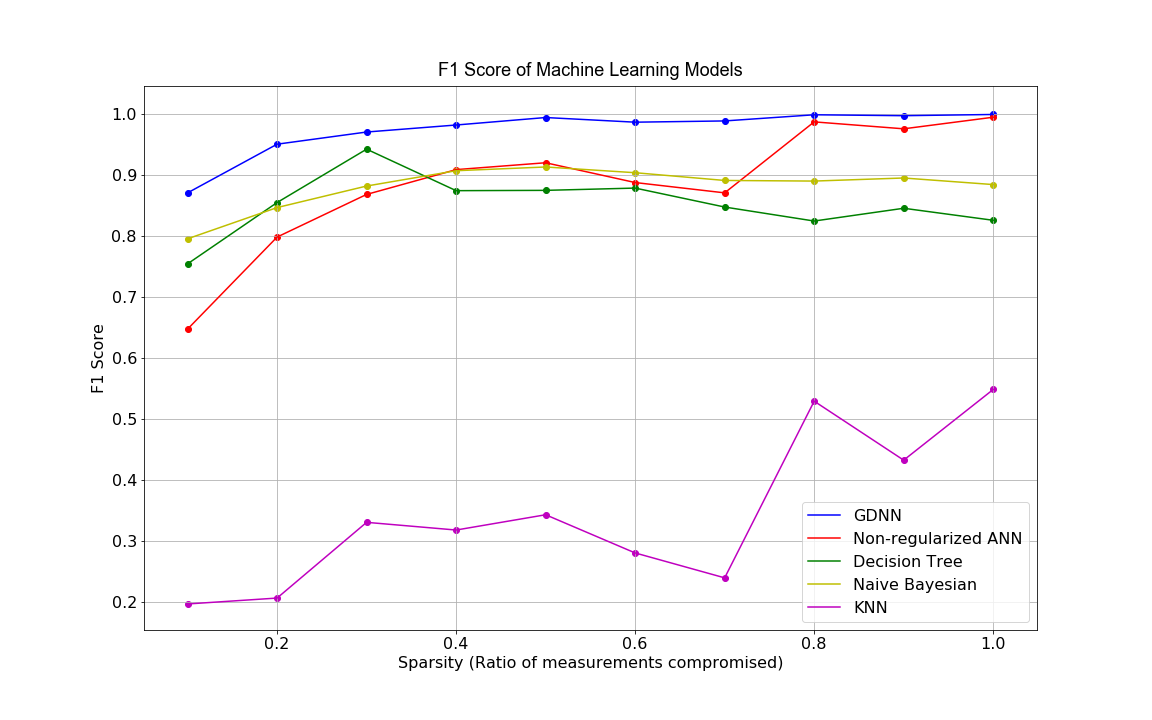 F1 Score of Machine Learning Models
1.0
0.9
0.8
0.7
0.6
0.5
0.4
0.3
0.2
F1 Score
GDNN
Non-regularized ANN
Decision Tree
Naive Bayesian
KNN
0.2 0.4 0.6 0.8 1.0
Sparsity (Ratio of measurements compromised)